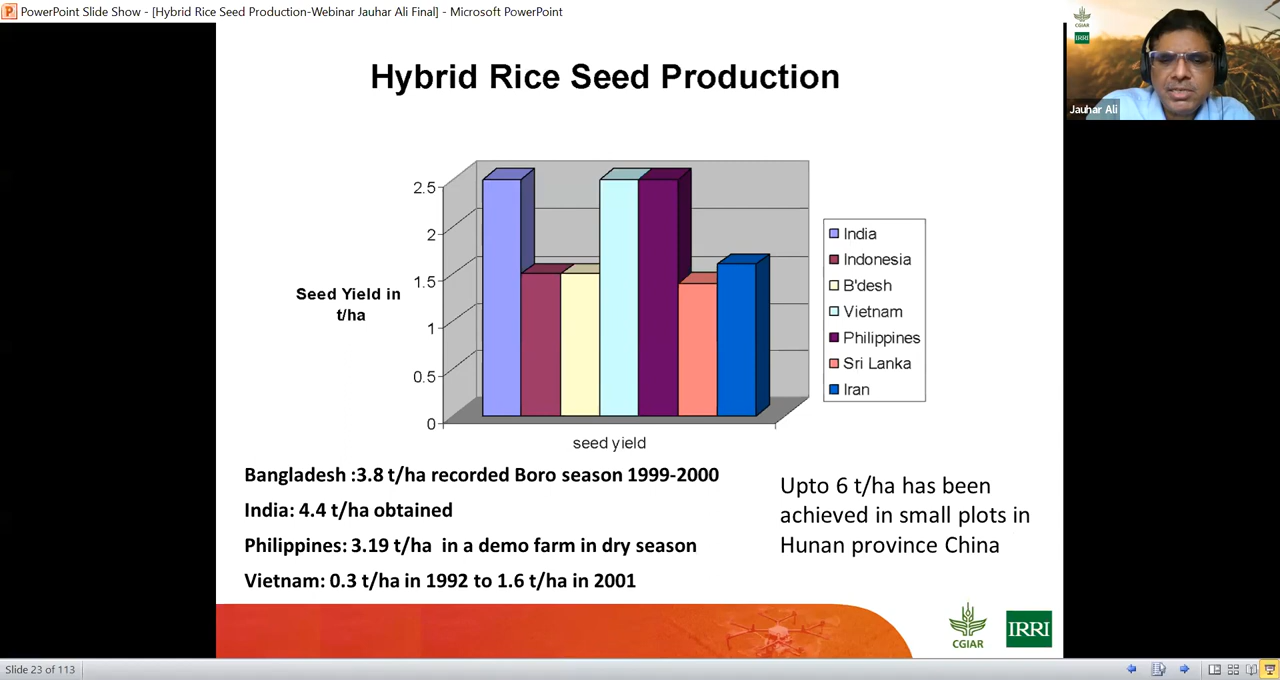 PowerPoint Slide Show - [Hybrid Rice Seed Production-Webinar Jauhar Ali Final] - Microsoft PowerPoint
CGIAR
IRRI
Jauhar Ali
Hybrid Rice Seed Production
2.5
2
1.5
1
0.5
0
Seed Yield in
t/ha
seed yield
India
Indonesia
B'desh
Vietnam
Philippines
Sri Lanka
Iran
Bangladesh :3.8 t/ha recorded Boro season 1999-2000
India: 4.4 t/ha obtained
Philippines: 3.19 t/ha  in a demo farm in dry season
Vietnam: 0.3 t/ha in 1992 to 1.6 t/ha in 2001
Upto 6 t/ha has been
achieved in small plots in
Hunan province China
CGIAR
IRRI
Slide 23 of 113